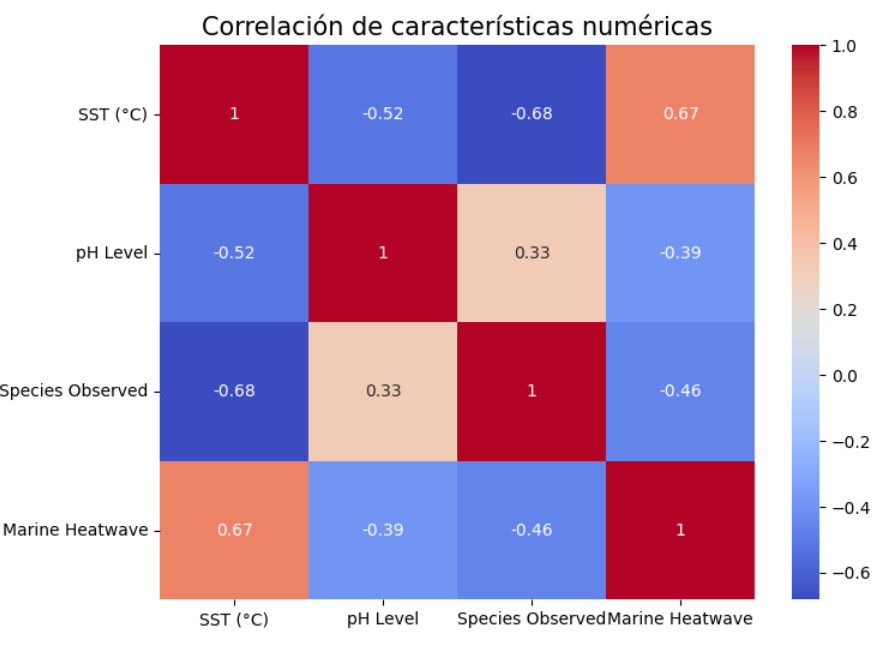 Correlación de características numéricas
SST (°C)
1
-0.52
-0.68
0.67
pH Level
-0.52
1
0.33
-0.39
Species Observed
-0.68
0.33
1
-0.46
Marine Heatwave
0.67
-0.39
-0.46
1
SST (°C)
pH Level
Species Observed
Marine Heatwave
1.0
0.8
0.6
0.4
0.2
0.0
−0.2
−0.4
−0.6